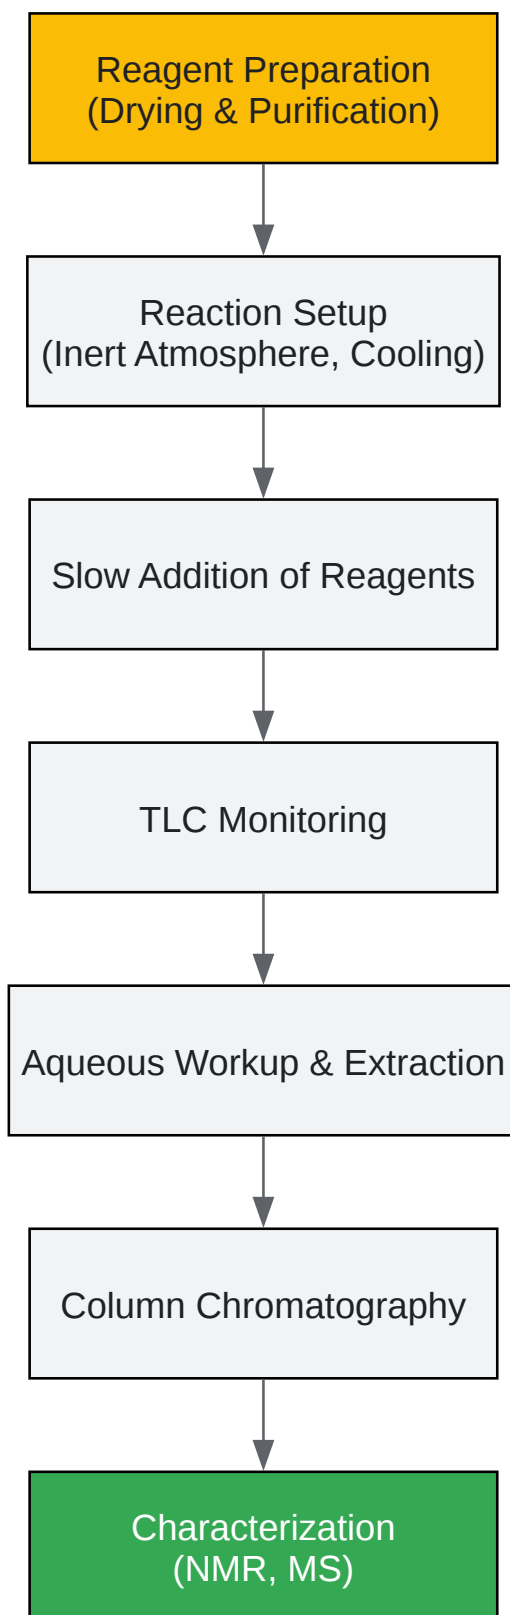 Reagent Preparation
(Drying & Purification)
Reaction Setup
(Inert Atmosphere, Cooling)
Slow Addition of Reagents
TLC Monitoring
Aqueous Workup & Extraction
Column Chromatography
Characterization
(NMR, MS)